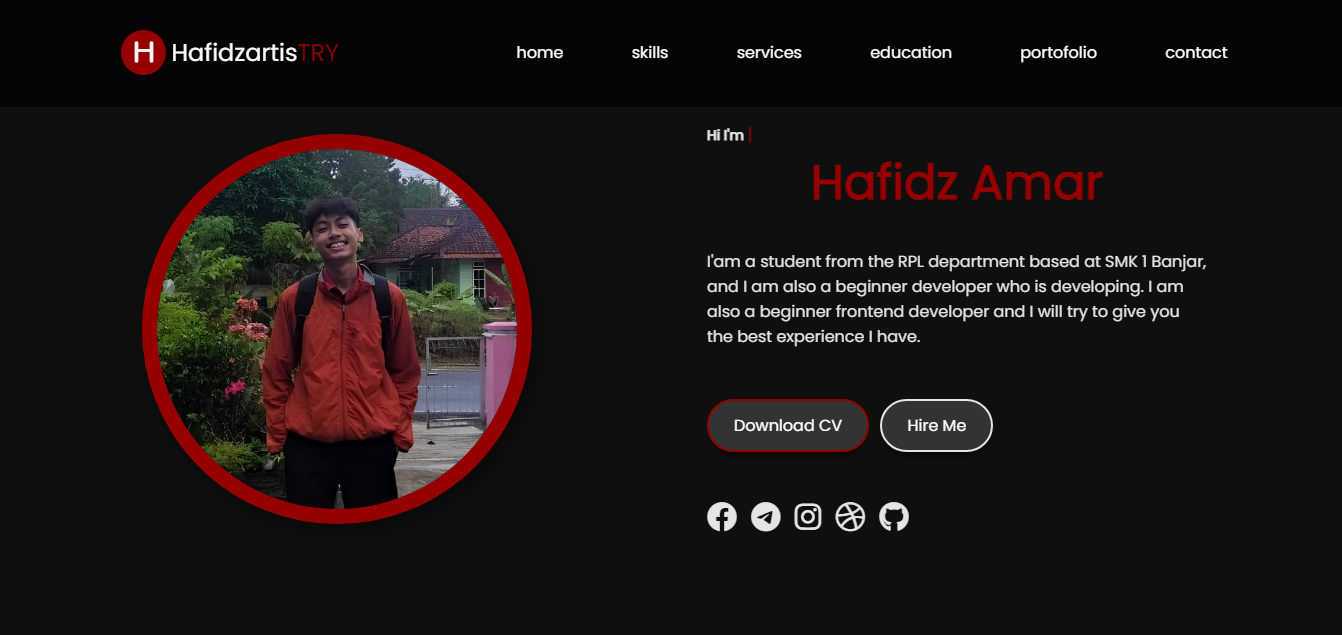 H HafidzartisTRY
home skills services education portofolio contact
Hi I'm |
Hafidz Amar
I'am a student from the RPL department based at SMK 1 Banjar,
and I am also a beginner developer who is developing. I am
also a beginner frontend developer and I will try to give you
the best experience I have.
Download CV Hire Me